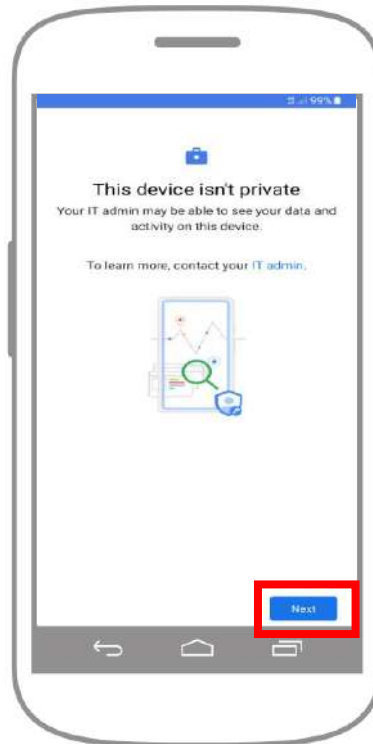 99%
This device isn't private
Your IT admin may be able to see your data and
activity on this device.
To learn more, contact your IT admin.
Next